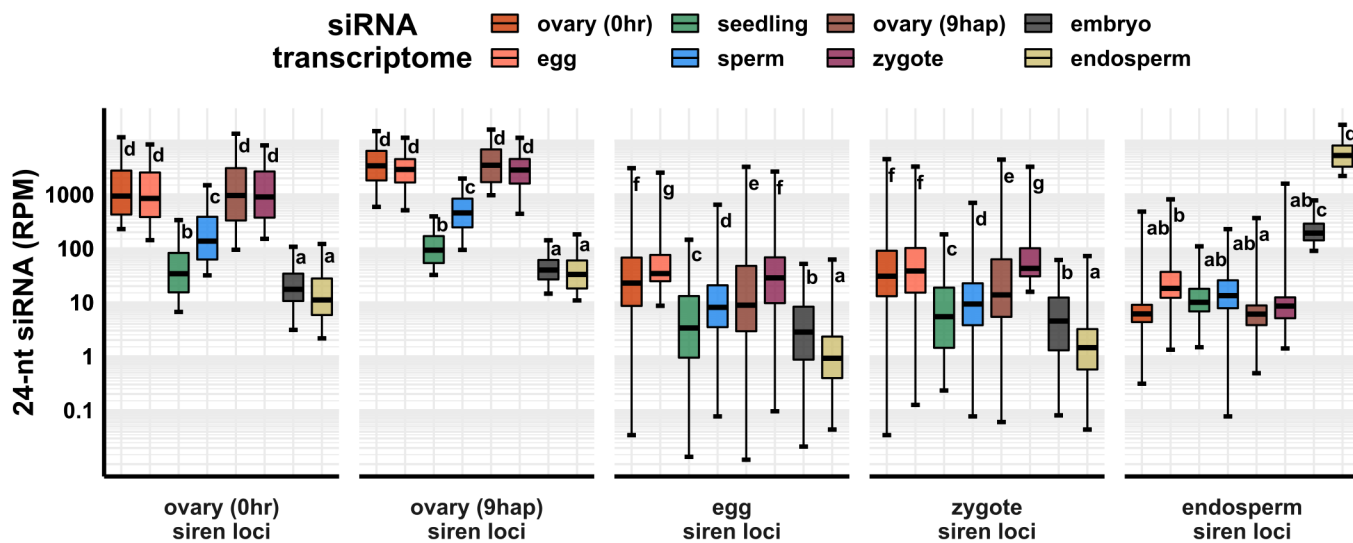 siRNA
transcriptome
ovary (0hr) seedling ovary (9hap) embryo
egg sperm zygote endosperm
24-nt siRNA (RPM)
1000
100
10
1
0.1
d d b c d d a a
d d b c d d a a
f g c d e f b a
f f c d e g b a
ab b ab ab a ab c d
ovary (0hr)
siren loci
ovary (9hap)
siren loci
egg
siren loci
zygote
siren loci
endosperm
siren loci